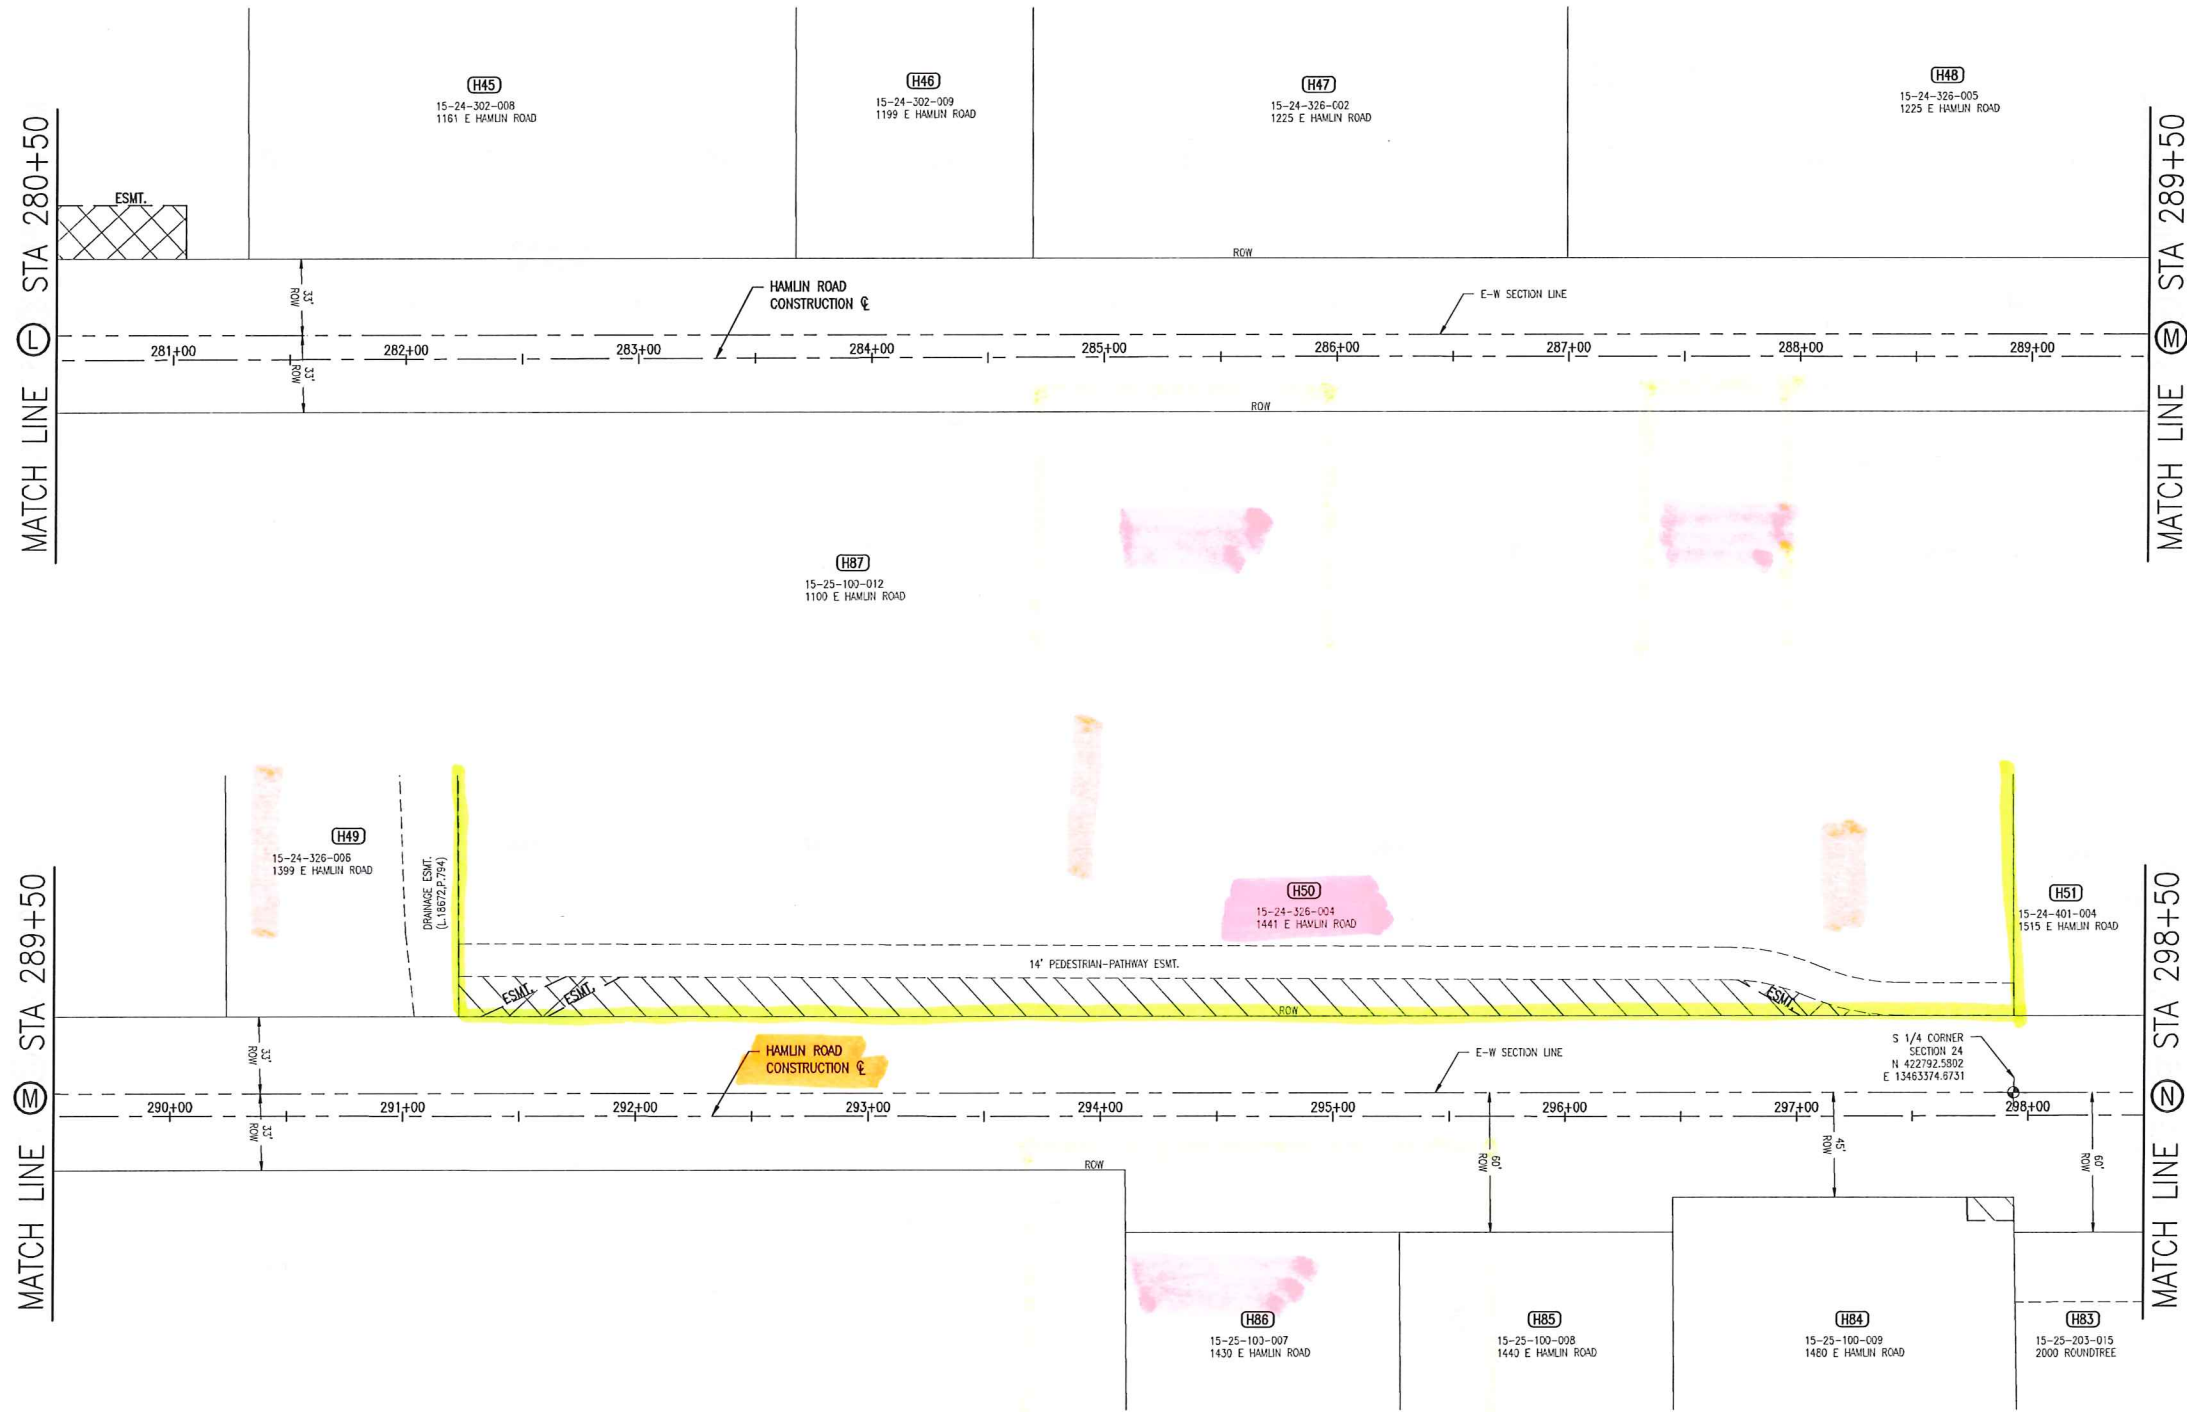 H45
15-24-302-008
1161 E HAMLIN ROAD
H46
15-24-302-009
1199 E HAMLIN ROAD
H47
15-24-326-002
1225 E HAMLIN ROAD
H48
15-24-326-005
1225 E HAMLIN ROAD
MATCH LINE L STA 280+50
MATCH LINE M STA 289+50
ESMT.
ROW
33'
ROW
HAMLIN ROAD
CONSTRUCTION ℄
E-W SECTION LINE
281+00
282+00
283+00
284+00
285+00
286+00
287+00
288+00
289+00
33'
ROW
ROW
H87
15-25-100-012
1100 E HAMLIN ROAD
MATCH LINE M STA 289+50
MATCH LINE N STA 298+50
H49
15-24-326-006
1399 E HAMLIN ROAD
DRAINAGE ESMT.
(L.18672,P.794)
H50
15-24-326-004
1441 E HAMLIN ROAD
H51
15-24-401-004
1515 E HAMLIN ROAD
14' PEDESTRIAN-PATHWAY ESMT.
ESMT.
ESMT.
ESMT.
ROW
33'
ROW
HAMLIN ROAD
CONSTRUCTION ℄
E-W SECTION LINE
S 1/4 CORNER
SECTION 24
N 422792.5802
E 13463374.6731
290+00
291+00
292+00
293+00
294+00
295+00
296+00
297+00
298+00
33'
ROW
ROW
60'
ROW
45'
ROW
60'
ROW
H86
15-25-100-007
1430 E HAMLIN ROAD
H85
15-25-100-008
1440 E HAMLIN ROAD
H84
15-25-100-009
1480 E HAMLIN ROAD
H83
15-25-203-015
2000 ROUNDTREE